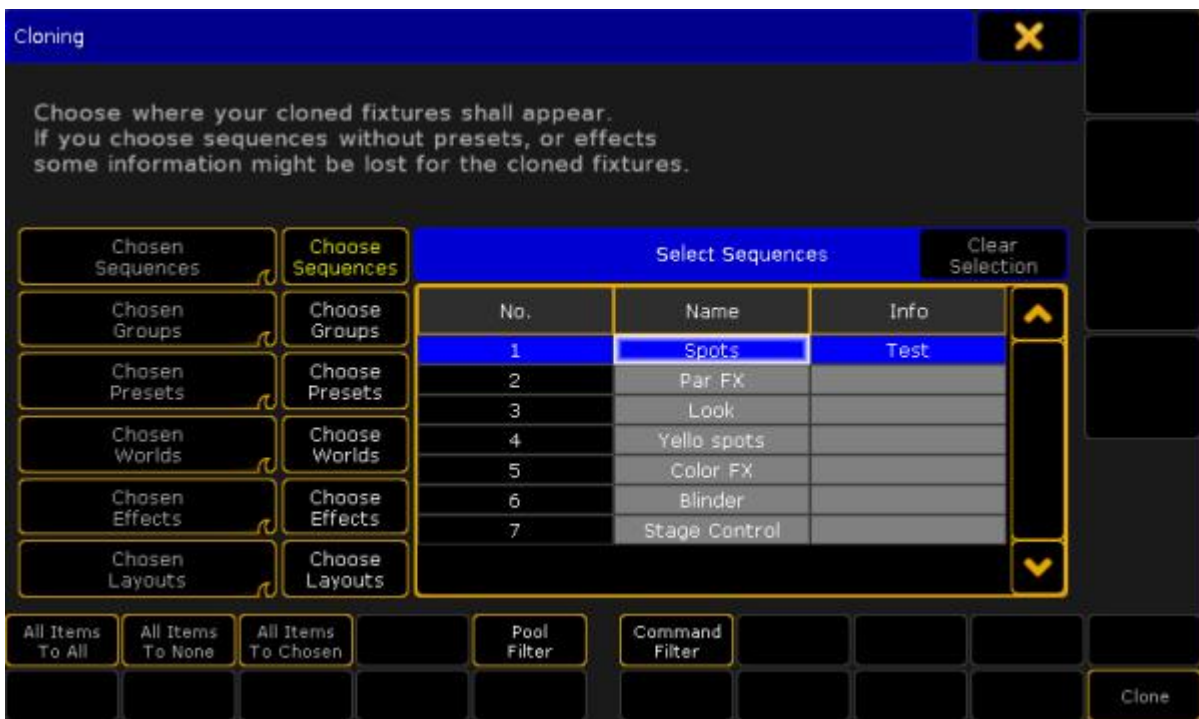 Cloning
Choose where your cloned fixtures shall appear.
If you choose sequences without presets, or effects
some information might be lost for the cloned fixtures.
Chosen
Sequences
Choose
Sequences
Select Sequences
Clear
Selection
Chosen
Groups
Choose
Groups
Chosen
Presets
Choose
Presets
Chosen
Worlds
Choose
Worlds
Chosen
Effects
Choose
Effects
Chosen
Layouts
Choose
Layouts
No. Name Info
1 Spots Test
2 Par FX
3 Look
4 Yello spots
5 Color FX
6 Blinder
7 Stage Control
All Items
To All
All Items
To None
All Items
To Chosen
Pool
Filter
Command
Filter
Clone